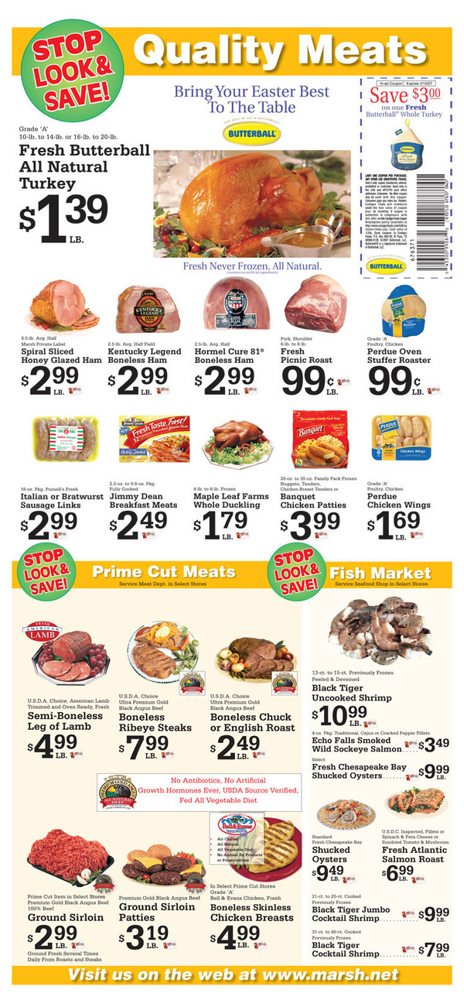 STOP
LOOK&
SAVE!
Quality Meats
Grade ‘A’
10-lb. to 14-lb. or 16-lb. to 20-lb.
Fresh Butterball
All Natural
Turkey
$1.39
LB.
Bring Your Easter Best
To The Table
BUTTERBALL
Fresh Never Frozen. All Natural.
(contains no artificial ingredients)
In-ad Coupon Expires 4/15/07
Save $3.00
on one Fresh
Butterball® Whole Turkey
LIMIT ONE COUPON PER PURCHASE.
BUTTERBALL
676371
8.5-lb. Avg. Half
Marsh Private Label
Spiral Sliced
Honey Glazed Ham
$2.99
LB.
2.5-lb. Avg. Half Field
Kentucky Legend
Boneless Ham
$2.99
LB.
2.5-lb. Avg. Half
Hormel Cure 81®
Boneless Ham
$2.99
LB.
Pork, Shoulder
6-lb. to 8-lb.
Fresh
Picnic Roast
99¢
LB.
Grade ‘A’
Poultry, Chicken
Perdue Oven
Stuffer Roaster
99¢
LB.
16-oz. Pkg. Purnell's Fresh
Italian or Bratwurst
Sausage Links
$2.99
2.2-oz. to 9.6-oz. Pkg.
Fully Cooked
Jimmy Dean
Breakfast Meats
$2.49
4-lb. to 6-lb. Frozen
Maple Leaf Farms
Whole Duckling
$1.79
LB.
28-oz. to 35-oz. Family Pack Frozen
Nuggets, Tenders,
Chicken Breast Tenders or
Banquet
Chicken Patties
$3.99
Grade ‘A’
Poultry, Chicken
Perdue
Chicken Wings
$1.69
LB.
STOP
LOOK&
SAVE!
Prime Cut Meats
Service Meat Dept. in Select Stores
FRESH
AMERICAN
LAMB
U.S.D.A. Choice, American Lamb
Trimmed and Oven Ready, Fresh
Semi-Boneless
Leg of Lamb
$4.99
LB.
U.S.D.A. Choice
Ultra Premium Gold
Black Angus Beef
Boneless
Ribeye Steaks
$7.99
LB.
U.S.D.A. Choice
Ultra Premium Gold
Black Angus Beef
Boneless Chuck
or English Roast
$2.49
LB.
ULTRA
PREMIUM GOLD ANGUS
BEEF
ALL NATURAL
No Antibiotics, No Artificial
Growth Hormones Ever, USDA Source Verified,
Fed All Vegetable Diet
Prime Cut Item in Select Stores
Premium Gold Black Angus Beef
100% Beef
Ground Sirloin
$2.99
LB.
Ground Fresh Several Times
Daily From Roasts and Steaks
Premium Gold Black Angus Beef
Ground Sirloin
Patties
$3.19
LB.
Bell & Evans
• Air Chilled
• All Natural
• All Vegetable Diet
• No Animal By Products
or Preservatives
In Select Prime Cut Stores
Grade ‘A’
Bell & Evans Chicken, Fresh
Boneless Skinless
Chicken Breasts
$4.99
LB.
STOP
LOOK&
SAVE!
Fish Market
Service Seafood Shop in Select Stores
13-ct. to 15-ct. Previously Frozen
Peeled & Deveined
Black Tiger
Uncooked Shrimp
$10.99
LB.
4-oz. Pkg. Traditional, Cajun or Cracked Pepper Fillets
Echo Falls Smoked
Wild Sockeye Salmon..... $3.49
Select
Fresh Chesapeake Bay
Shucked Oysters.......... $9.99
LB.
Standard
Fresh Chesapeake Bay
Shucked
Oysters
$9.49
LB.
U.S.D.C. Inspected, Fillets or
Spinach & Feta Cheese or
Sundried Tomato & Mushroom
Fresh Atlantic
Salmon Roast
$6.99
LB.
21-ct. to 25-ct. Cooked
Previously Frozen
Black Tiger Jumbo
Cocktail Shrimp.......... $9.99
LB.
31-ct. to 40-ct. Cooked
Previously Frozen
Black Tiger
Cocktail Shrimp.......... $7.99
LB.
Visit us on the web at www.marsh.net